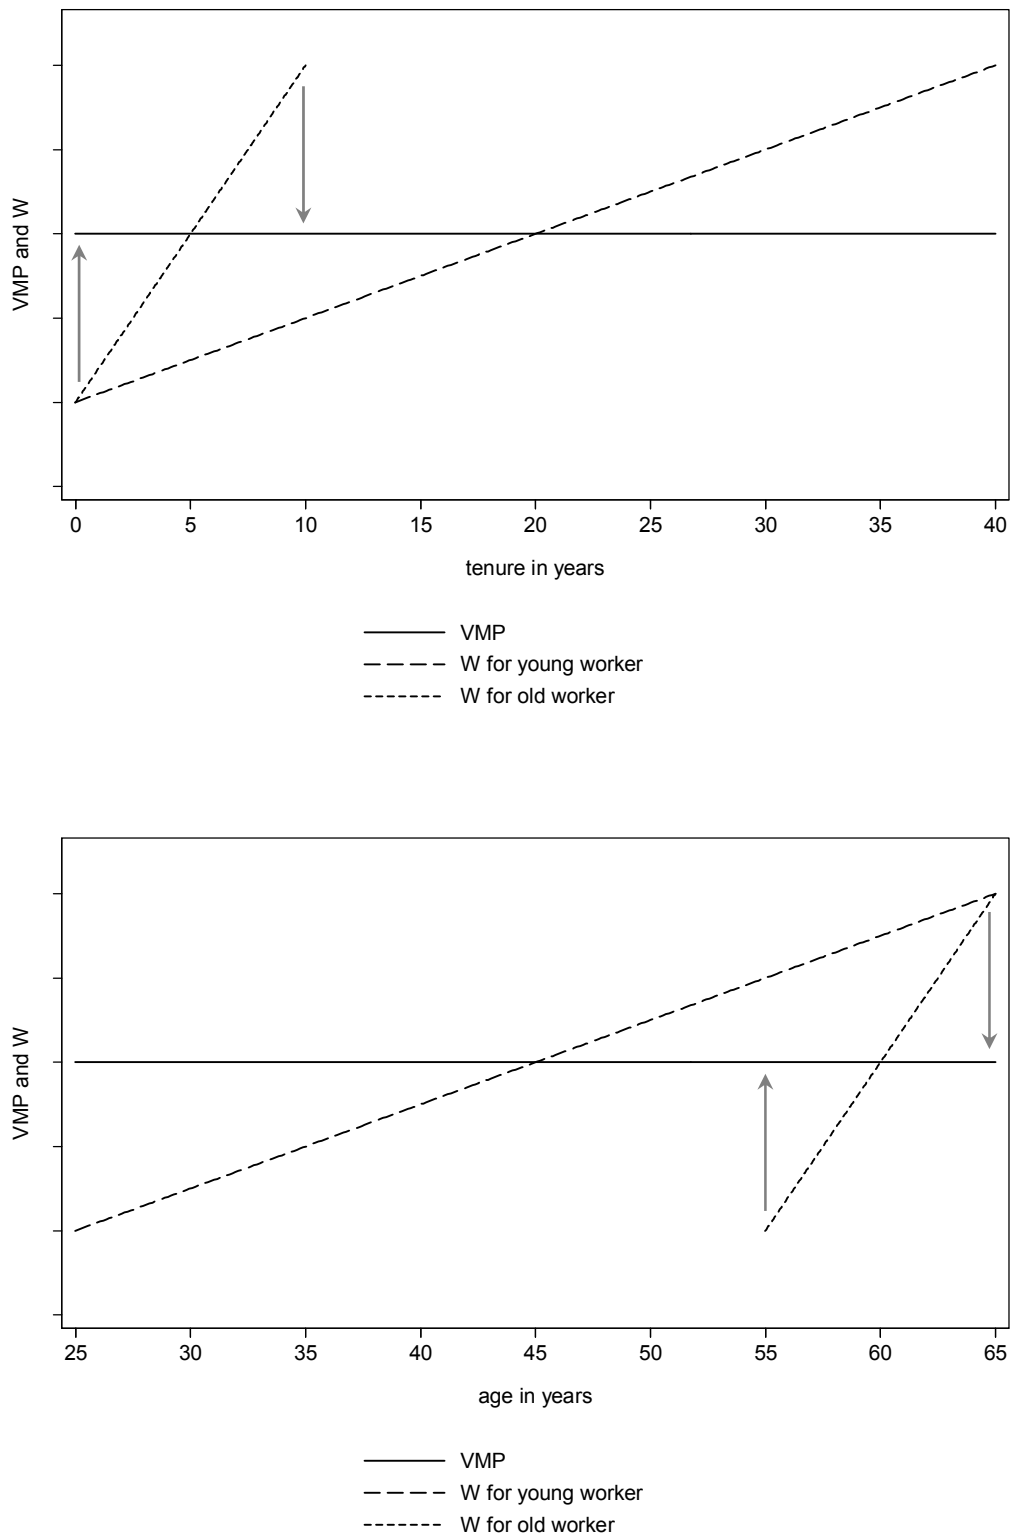 VMP and W
0 5 10 15 20 25 30 35 40
tenure in years
VMP
W for young worker
W for old worker
VMP and W
25 30 35 40 45 50 55 60 65
age in years
VMP
W for young worker
W for old worker